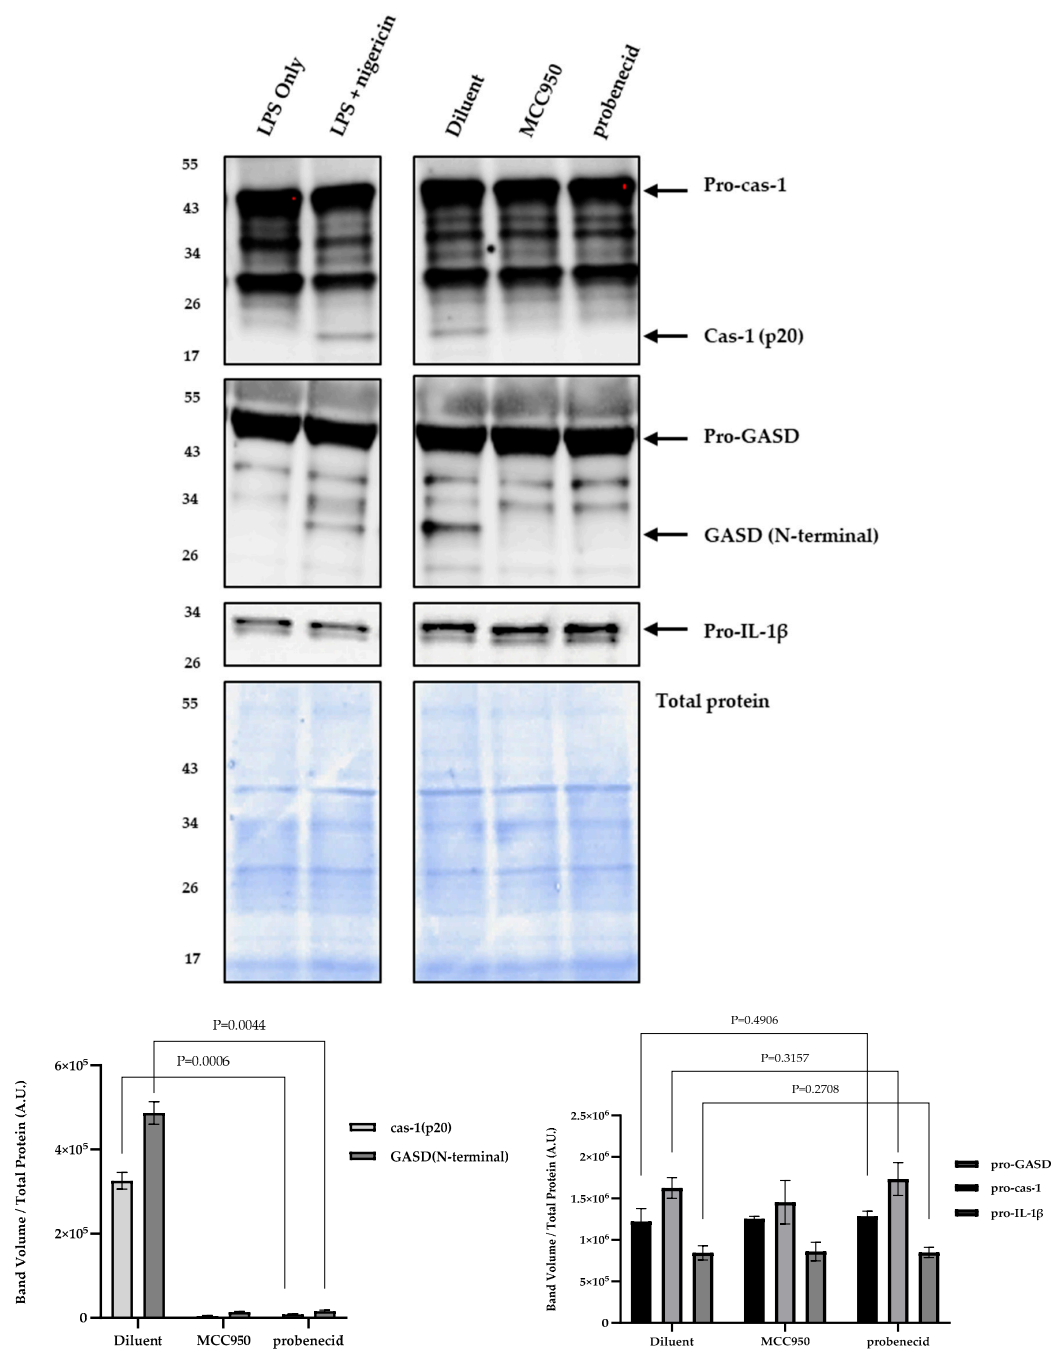 LPS Only
LPS + nigericin
Diluent
MCC950
probenecid
55
43
34
26
17
Pro-cas-1
Cas-1 (p20)
55
43
34
26
Pro-GASD
GASD (N-terminal)
34
26
Pro-IL-1β
55
43
34
26
17
Total protein
P=0.0044
P=0.0006
Band Volume / Total Protein (A.U.)
6×10⁵
4×10⁵
2×10⁵
0
Diluent
MCC950
probenecid
cas-1(p20)
GASD(N-terminal)
P=0.4906
P=0.3157
P=0.2708
Band Volume / Total Protein (A.U.)
2.5×10⁶
2×10⁶
1.5×10⁶
1×10⁶
5×10⁵
0
Diluent
MCC950
probenecid
pro-GASD
pro-cas-1
pro-IL-1β